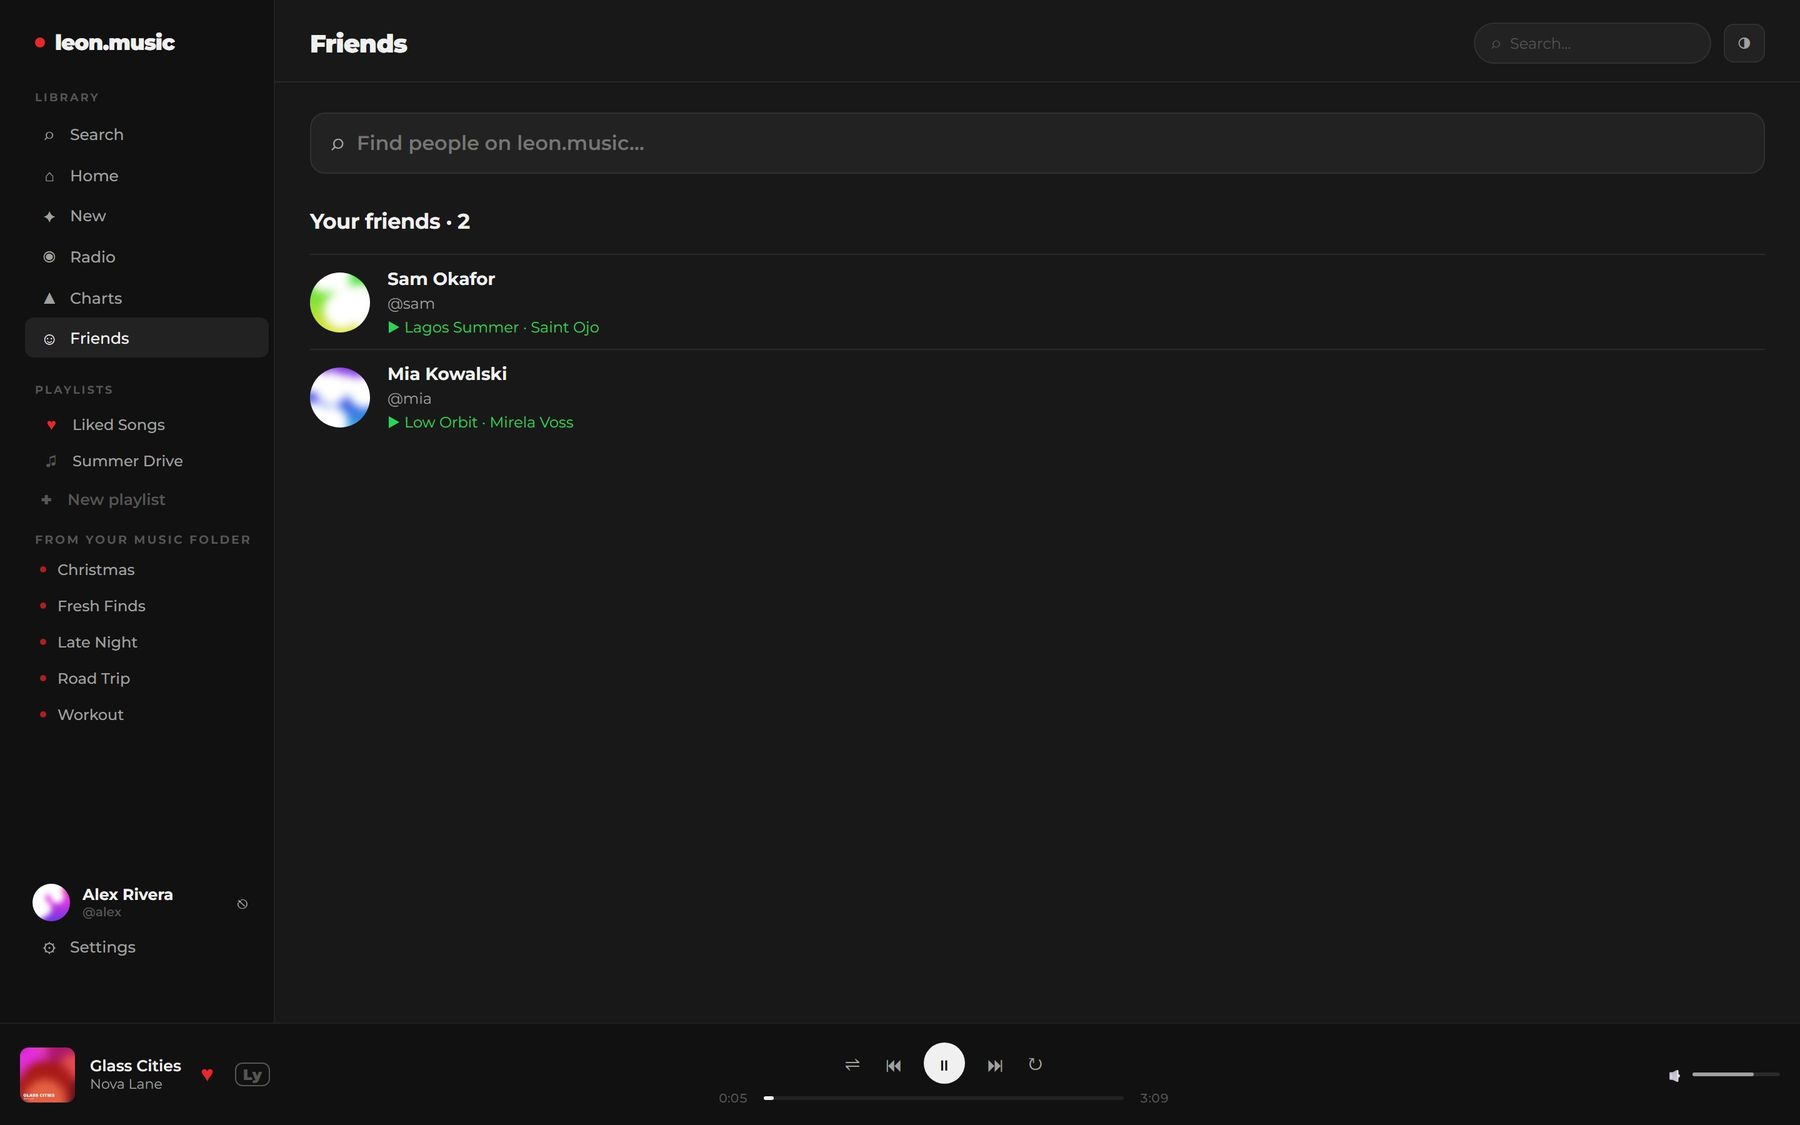 leon.music
LIBRARY
Search
Home
New
Radio
Charts
Friends
PLAYLISTS
Liked Songs
Summer Drive
New playlist
FROM YOUR MUSIC FOLDER
Christmas
Fresh Finds
Late Night
Road Trip
Workout
Alex Rivera
@alex
Settings
Friends
Search...
Find people on leon.music...
Your friends · 2
Sam Okafor
@sam
Lagos Summer · Saint Ojo
Mia Kowalski
@mia
Low Orbit · Mirela Voss
GLASS CITIES
Glass Cities
Nova Lane
Ly
0:05
3:09